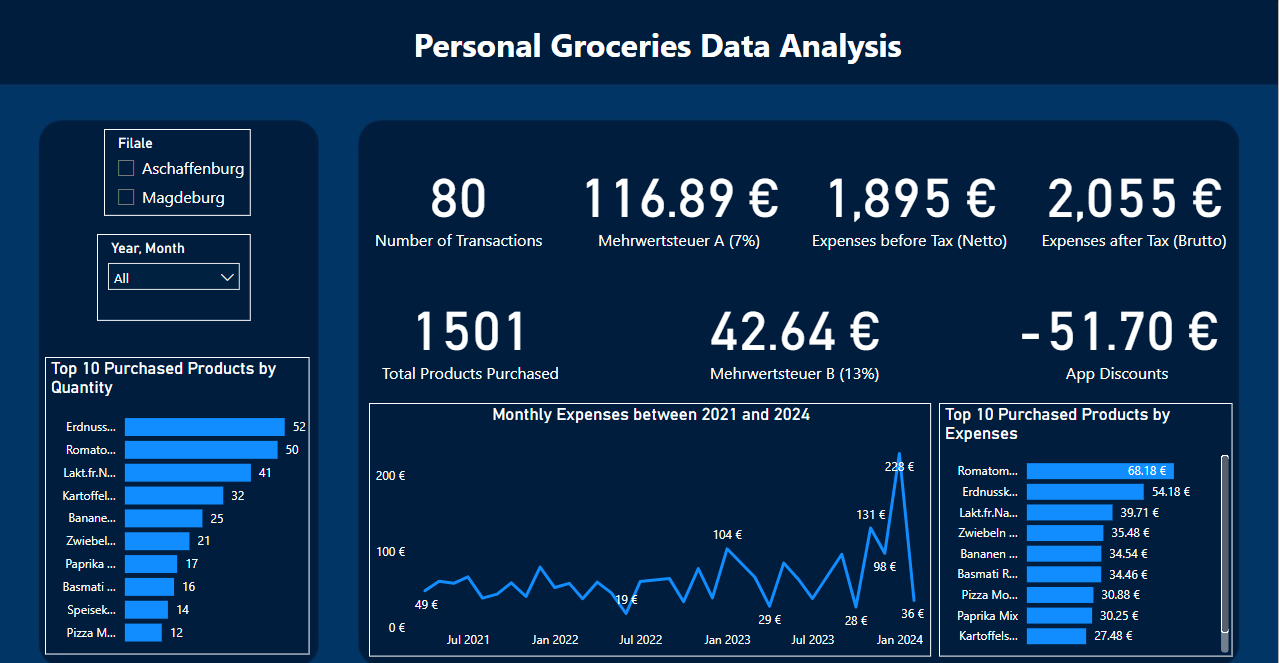 Personal Groceries Data Analysis
Filale
Aschaffenburg
Magdeburg
Year, Month
All
80
Number of Transactions
116.89 €
Mehrwertsteuer A (7%)
1,895 €
Expenses before Tax (Netto)
2,055 €
Expenses after Tax (Brutto)
1501
Total Products Purchased
42.64 €
Mehrwertsteuer B (13%)
-51.70 €
App Discounts
Top 10 Purchased Products by
Quantity
Erdnuss... 52
Romato... 50
Lakt.fr.N... 41
Kartoffel... 32
Banane... 25
Zwiebel... 21
Paprika ... 17
Basmati ... 16
Speisek... 14
Pizza M... 12
Monthly Expenses between 2021 and 2024
200 €
100 €
0 €
49 €
19 €
104 €
29 €
131 €
28 €
98 €
228 €
36 €
Jul 2021
Jan 2022
Jul 2022
Jan 2023
Jul 2023
Jan 2024
Top 10 Purchased Products by
Expenses
Romatom... 68.18 €
Erdnussk... 54.18 €
Lakt.fr.Na... 39.71 €
Zwiebeln ... 35.48 €
Bananen ... 34.54 €
Basmati R... 34.46 €
Pizza Mo... 30.88 €
Paprika Mix 30.25 €
Kartoffels... 27.48 €